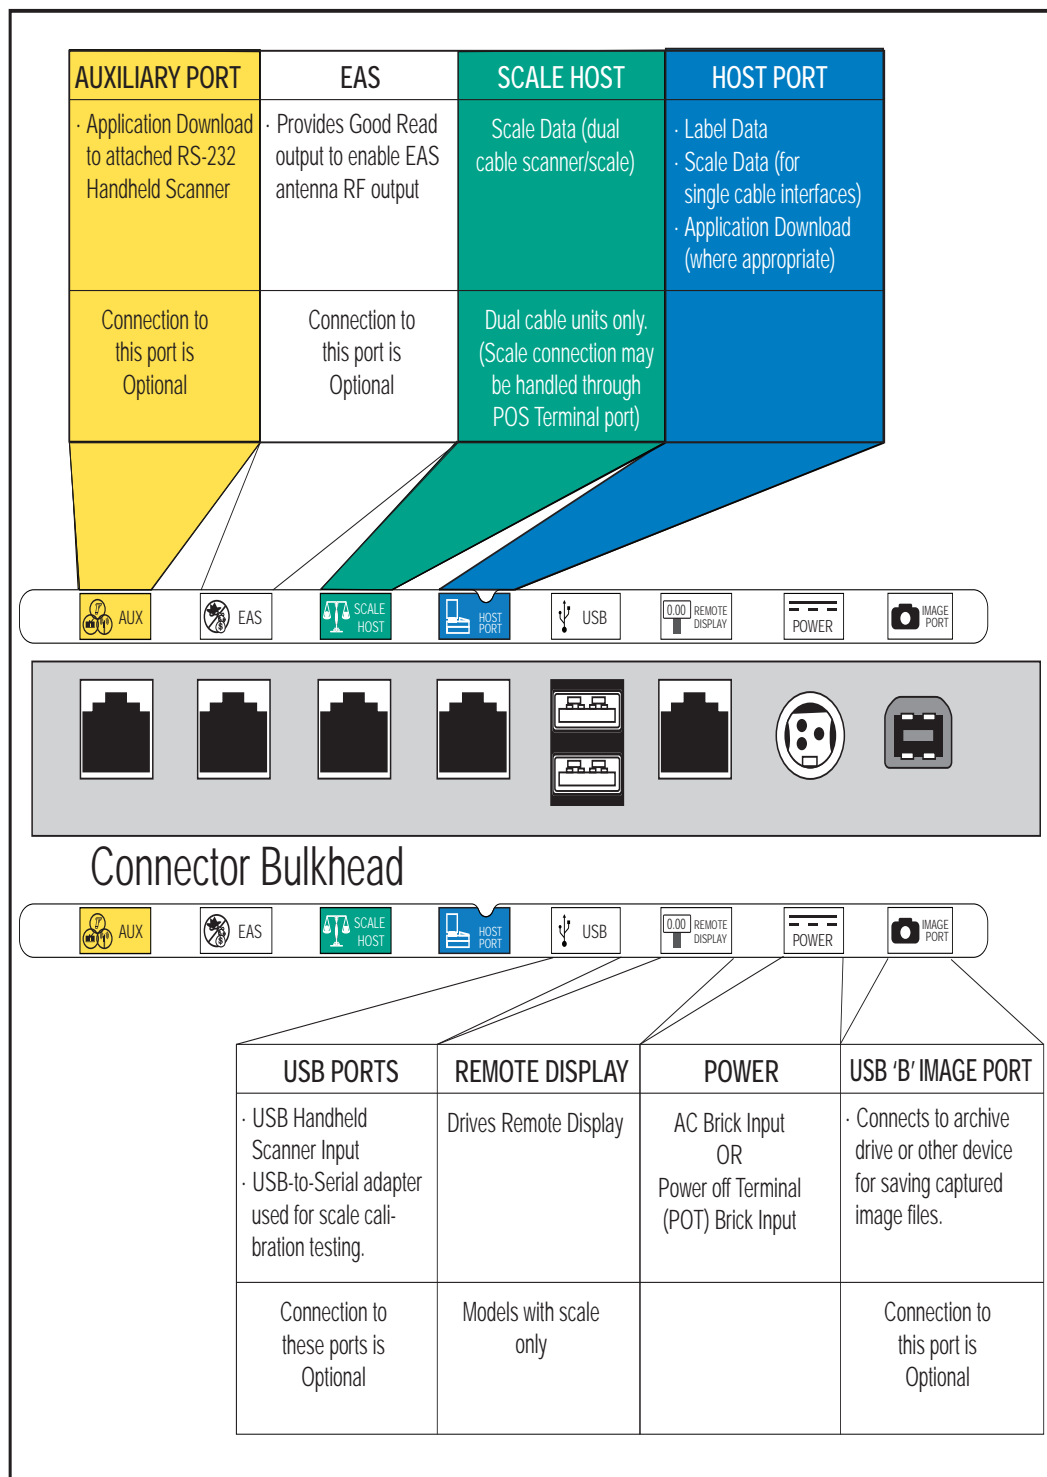 AUXILIARY PORT
· Application Download
to attached RS-232
Handheld Scanner
Connection to
this port is
Optional
EAS
· Provides Good Read
output to enable EAS
antenna RF output
Connection to
this port is
Optional
SCALE HOST
Scale Data (dual
cable scanner/scale)
Dual cable units only.
(Scale connection may
be handled through
POS Terminal port)
HOST PORT
· Label Data
· Scale Data (for
single cable interfaces)
· Application Download
(where appropriate)
AUX
EAS
SCALE
HOST
HOST
PORT
USB
0.00
REMOTE
DISPLAY
POWER
IMAGE
PORT
Connector Bulkhead
AUX
EAS
SCALE
HOST
HOST
PORT
USB
0.00
REMOTE
DISPLAY
POWER
IMAGE
PORT
USB PORTS
· USB Handheld
Scanner Input
· USB-to-Serial adapter
used for scale cali-
bration testing.
Connection to
these ports is
Optional
REMOTE DISPLAY
Drives Remote Display
Models with scale
only
POWER
AC Brick Input
OR
Power off Terminal
(POT) Brick Input
USB ‘B’ IMAGE PORT
· Connects to archive
drive or other device
for saving captured
image files.
Connection to
this port is
Optional